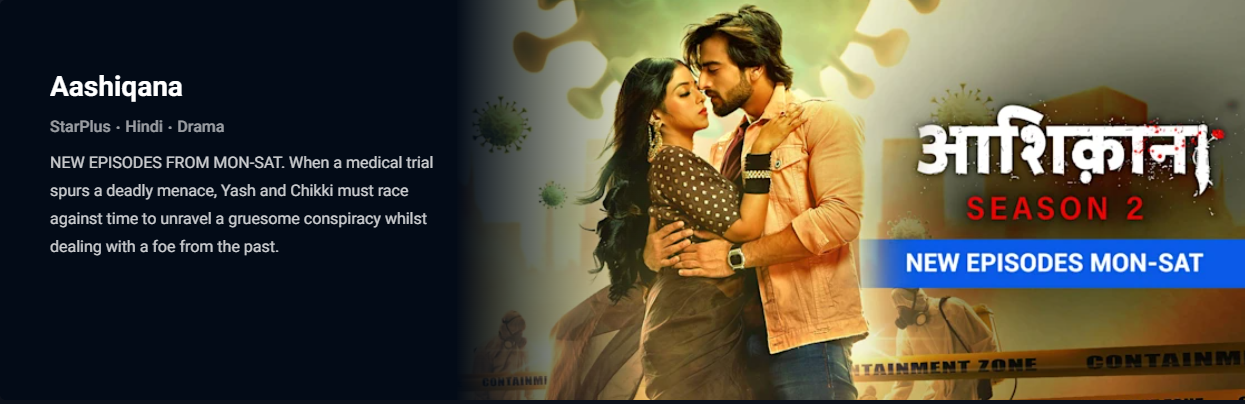 Aashiqana
StarPlus · Hindi · Drama
NEW EPISODES FROM MON-SAT. When a medical trial
spurs a deadly menace, Yash and Chikki must race
against time to unravel a gruesome conspiracy whilst
dealing with a foe from the past.
आशिक़ाना
SEASON 2
NEW EPISODES MON-SAT
CONTAINMENT ZONE CONTAINM
CONTAINM